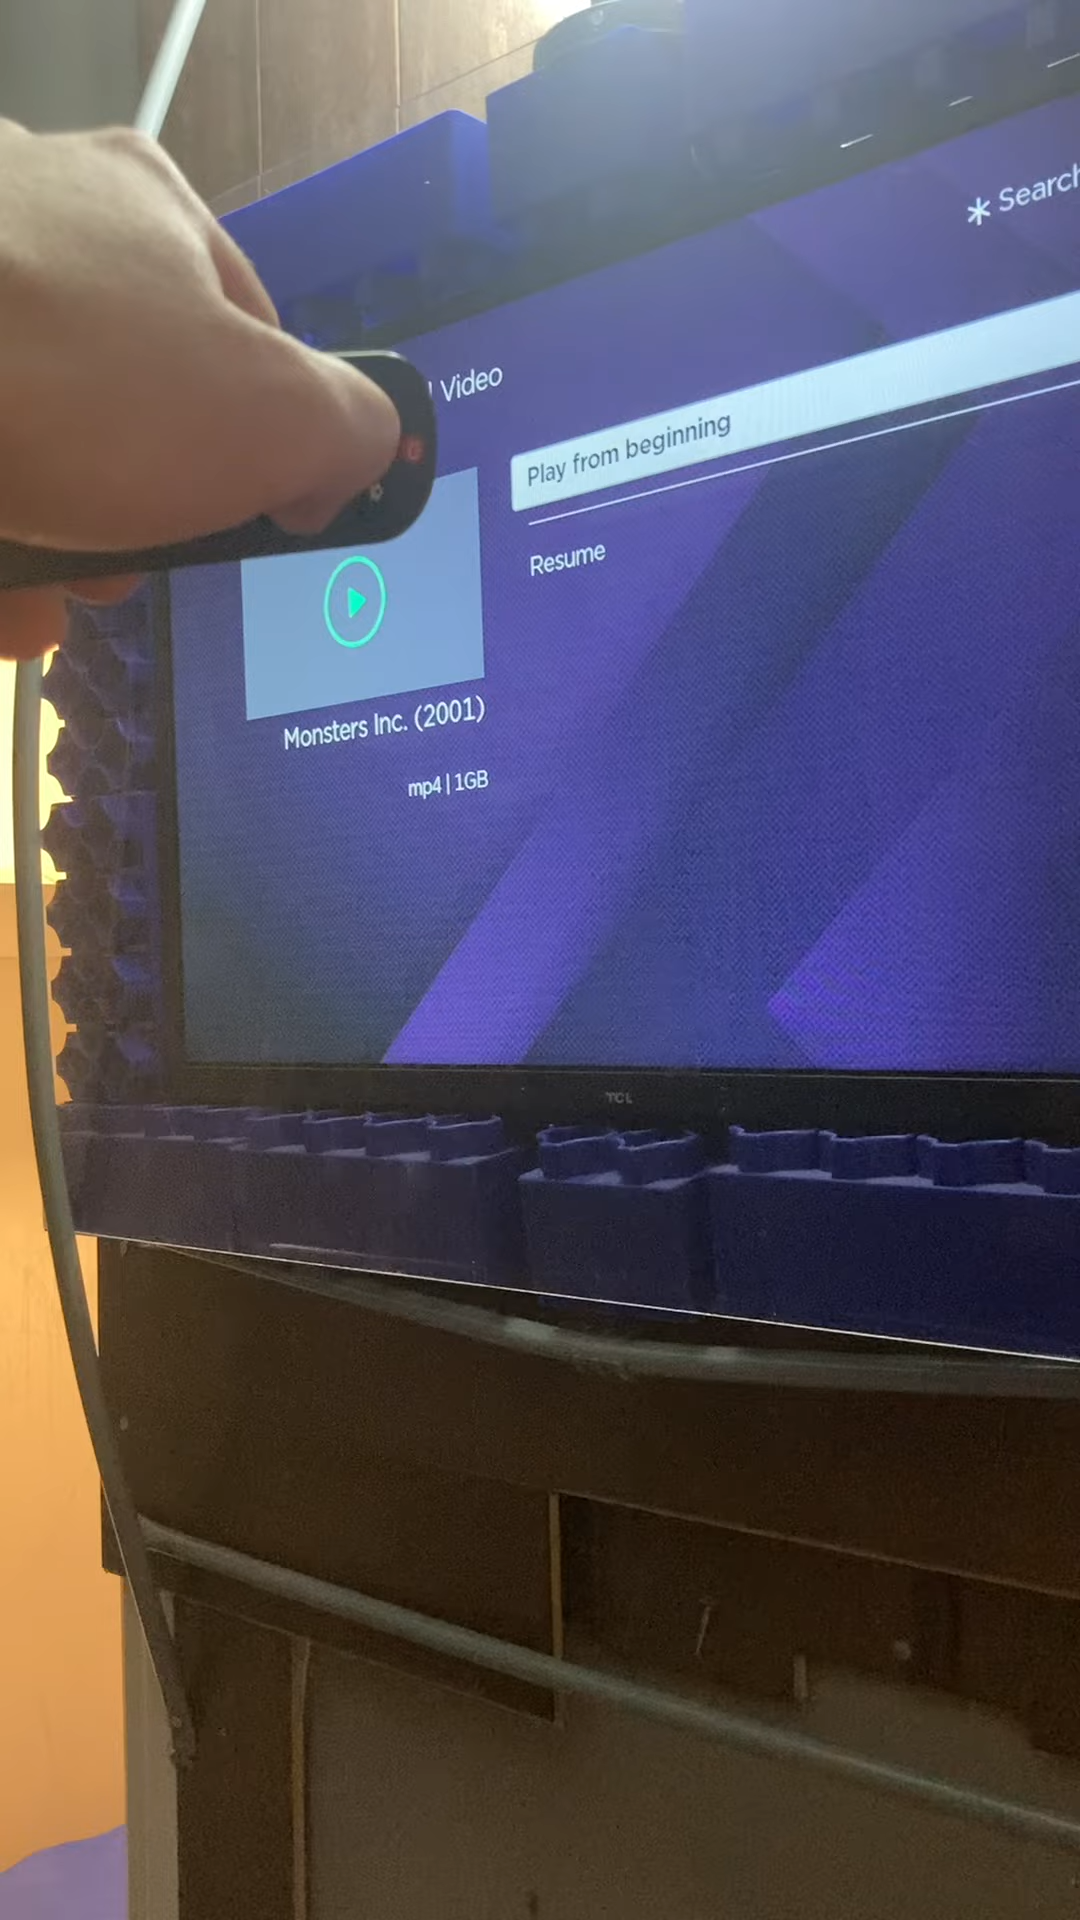 * Search
Video
Play from beginning
Resume
Monsters Inc. (2001)
mp4 | 1GB
TCL